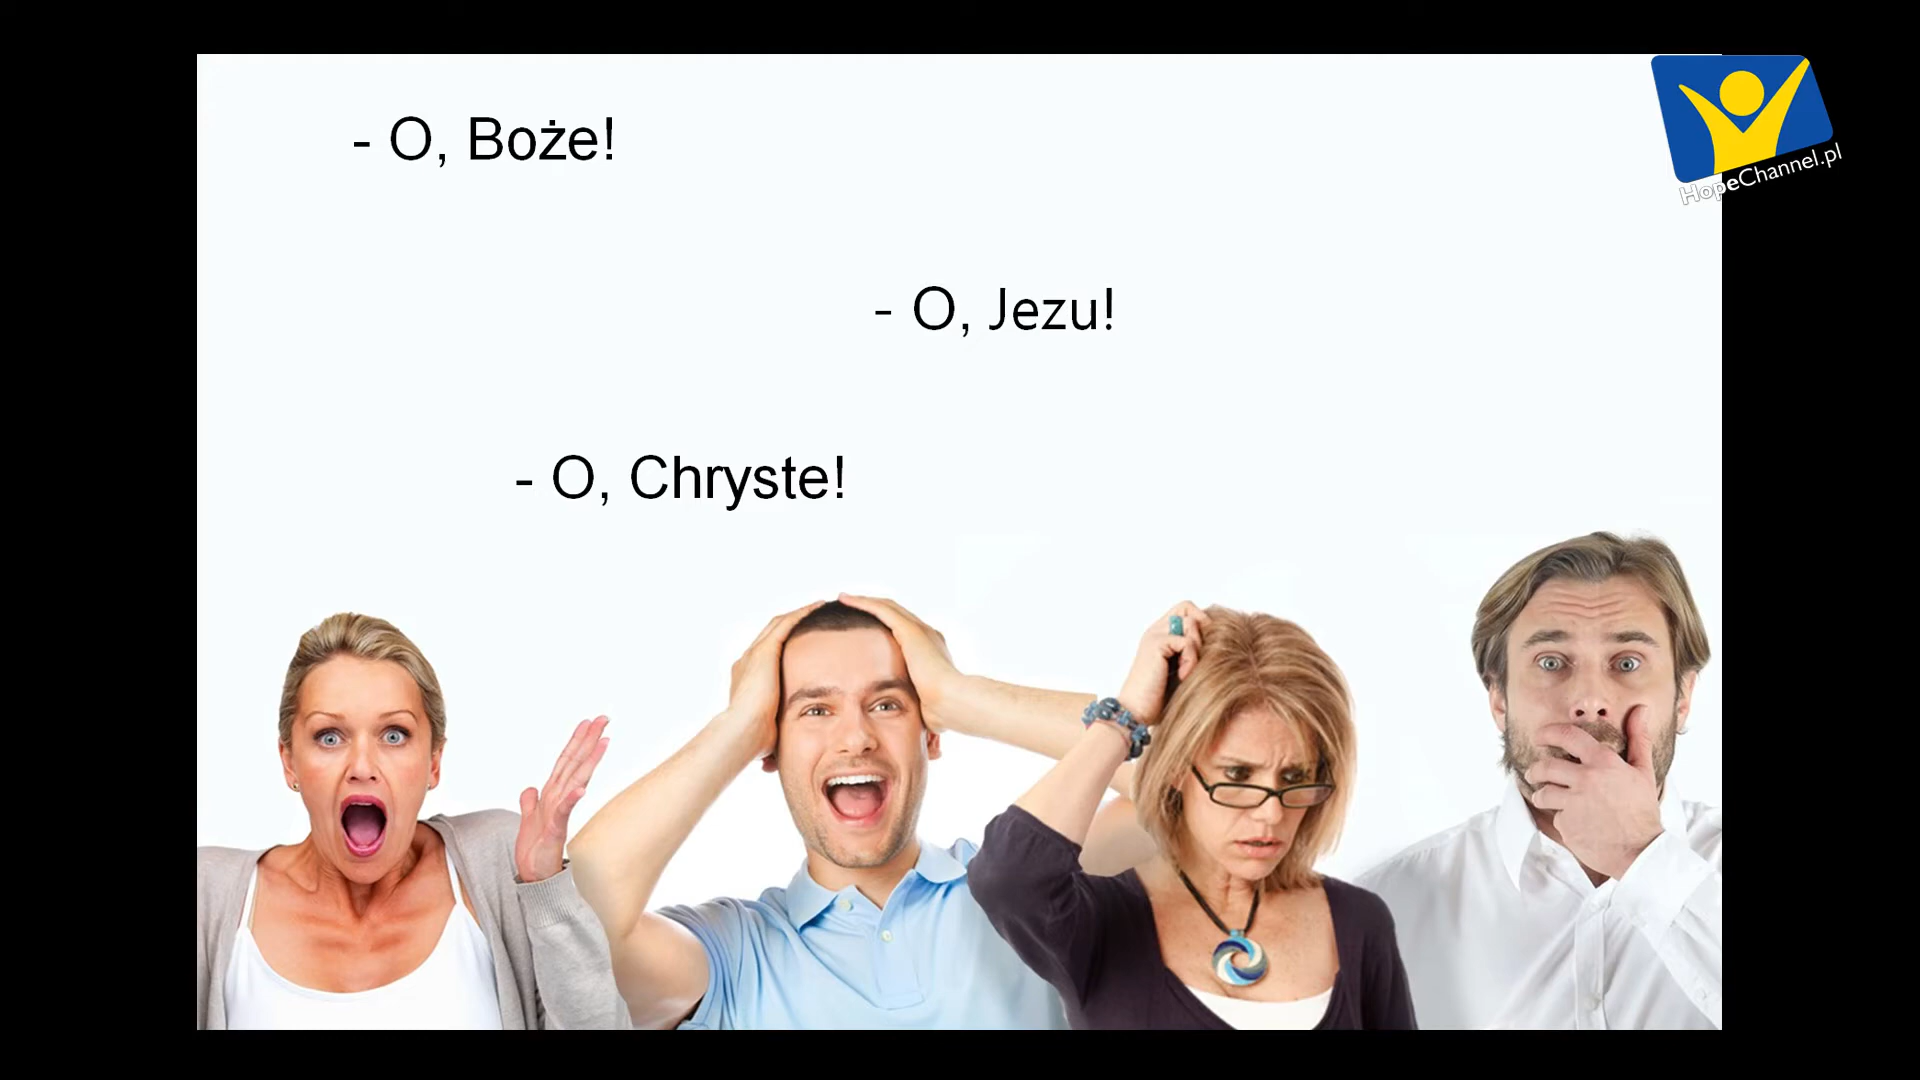 - O, Boże!
HopeChannel.pl
- O, Jezu!
- O, Chryste!